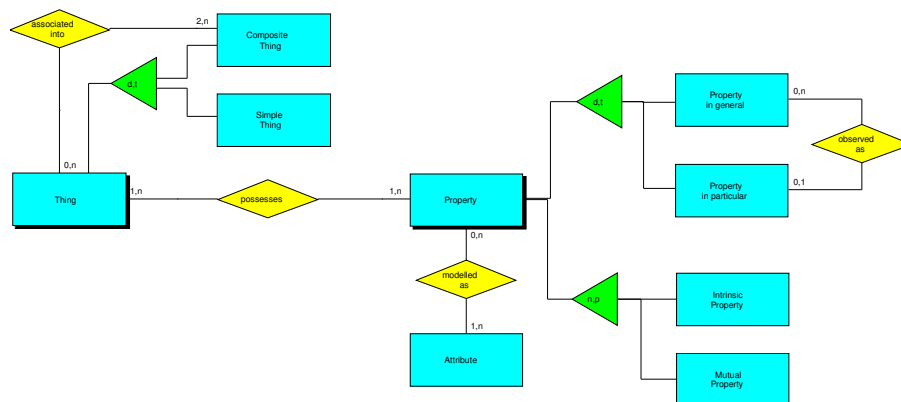 associated
into
2,n
Composite
Thing
d,t
Simple
Thing
0,n
Thing
1,n
possesses
1,n
Property
d,t
Property
in general
0,n
observed
as
0,1
Property
in particular
0,n
modelled
as
1,n
Attribute
n,p
Intrinsic
Property
Mutual
Property